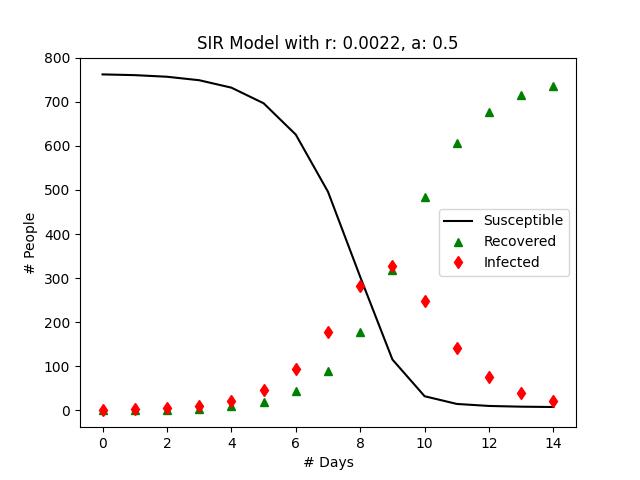 SIR Model with r: 0.0022, a: 0.5
800
700
600
500
400
300
200
100
0
# People
Susceptible
Recovered
Infected
0 2 4 6 8 10 12 14
# Days